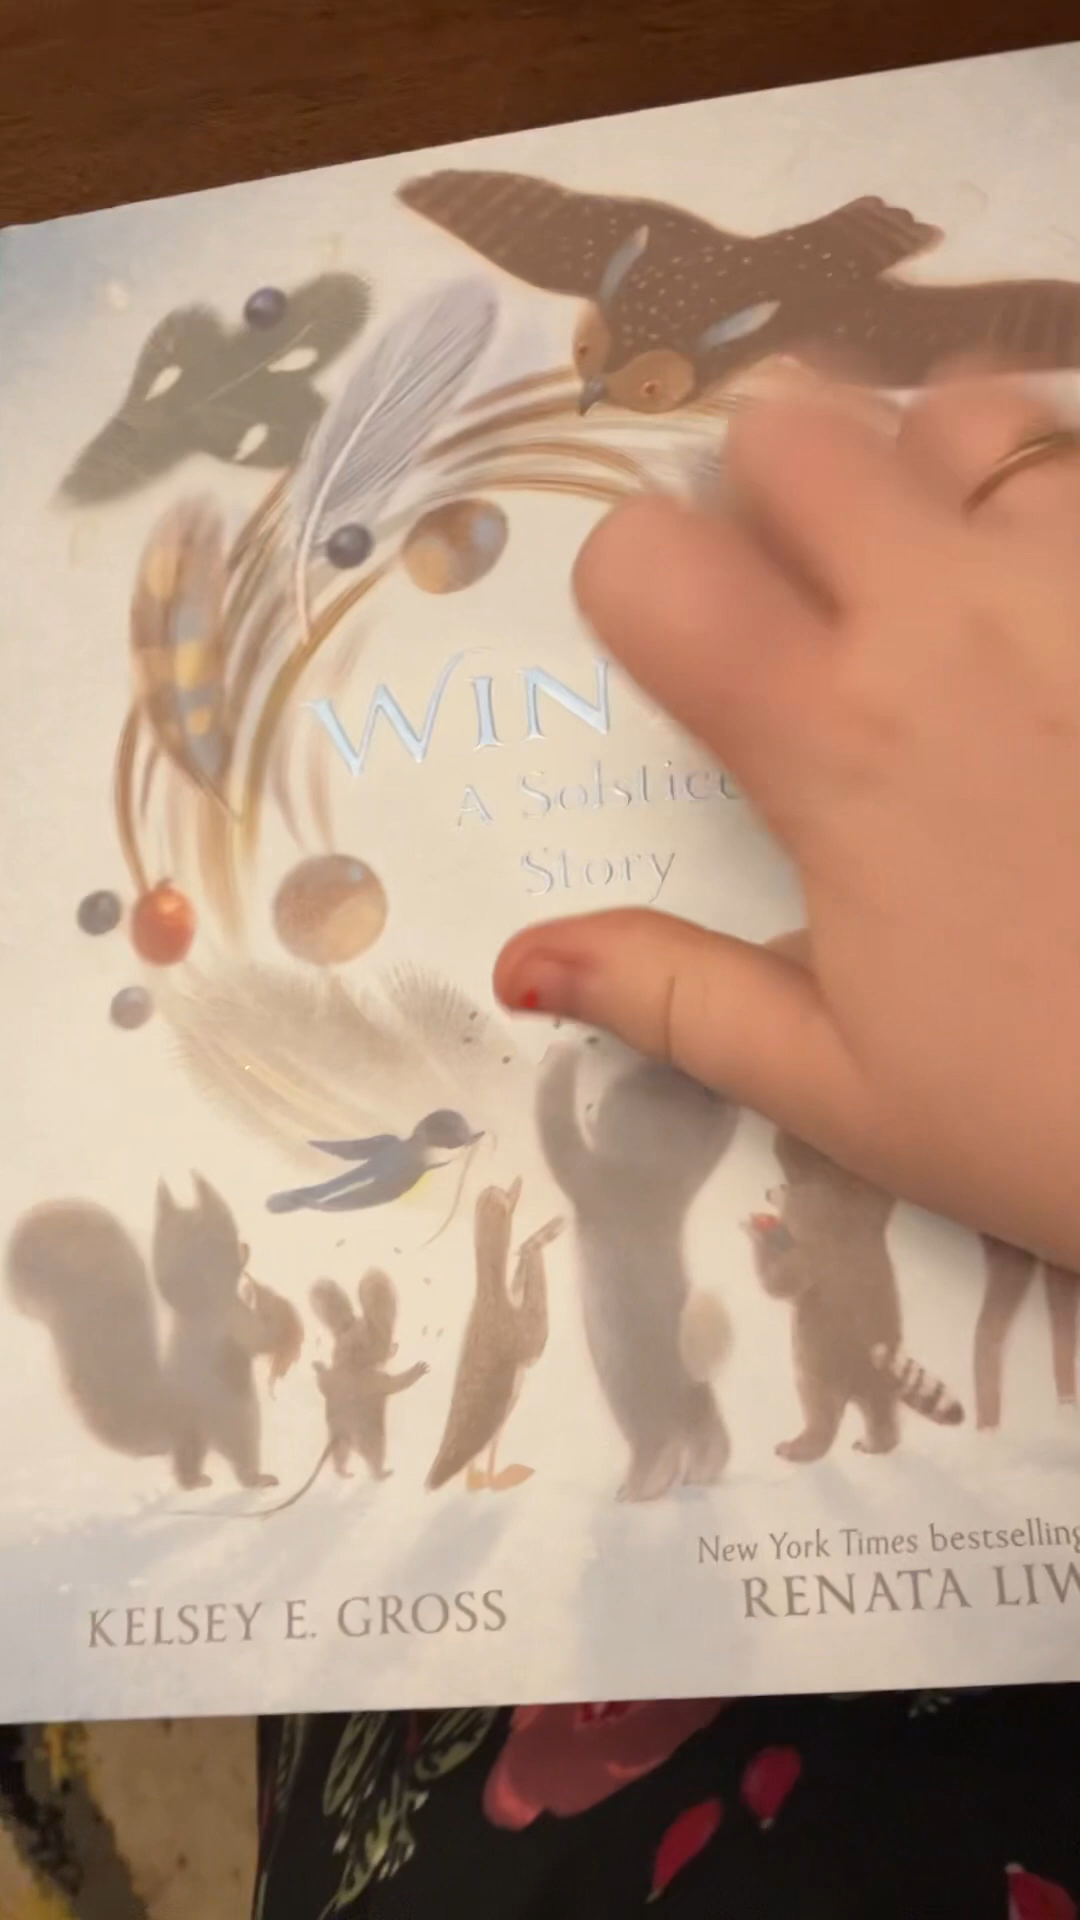 WIN
A Solstice
Story
New York Times bestselling
KELSEY E. GROSS
RENATA LIW